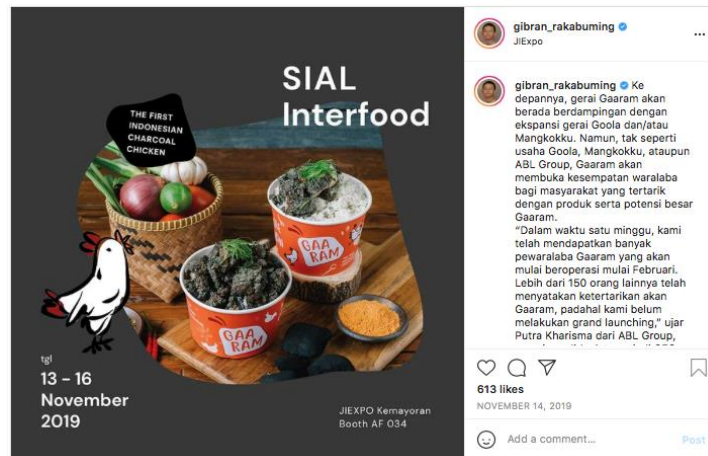 SIAL
Interfood
THE FIRST
INDONESIAN
CHARCOAL
CHICKEN
GAA
RAM
GAA
RAM
tgl
13 – 16
November
2019
JIEXPO Kemayoran
Booth AF 034
gibran_rakabuming
JIExpo
gibran_rakabuming Ke
depannya, gerai Gaaram akan
berada berdampingan dengan
ekspansi gerai Goola dan/atau
Mangkokku. Namun, tak seperti
usaha Goola, Mangkokku, ataupun
ABL Group, Gaaram akan
membuka kesempatan waralaba
bagi masyarakat yang tertarik
dengan produk serta potensi besar
Gaaram.
“Dalam waktu satu minggu, kami
telah mendapatkan banyak
pewaralaba Gaaram yang akan
mulai beroperasi mulai Februari.
Lebih dari 150 orang lainnya telah
menyatakan ketertarikan akan
Gaaram, padahal kami belum
melakukan grand launching,” ujar
Putra Kharisma dari ABL Group,
613 likes
NOVEMBER 14, 2019
Add a comment...
Post